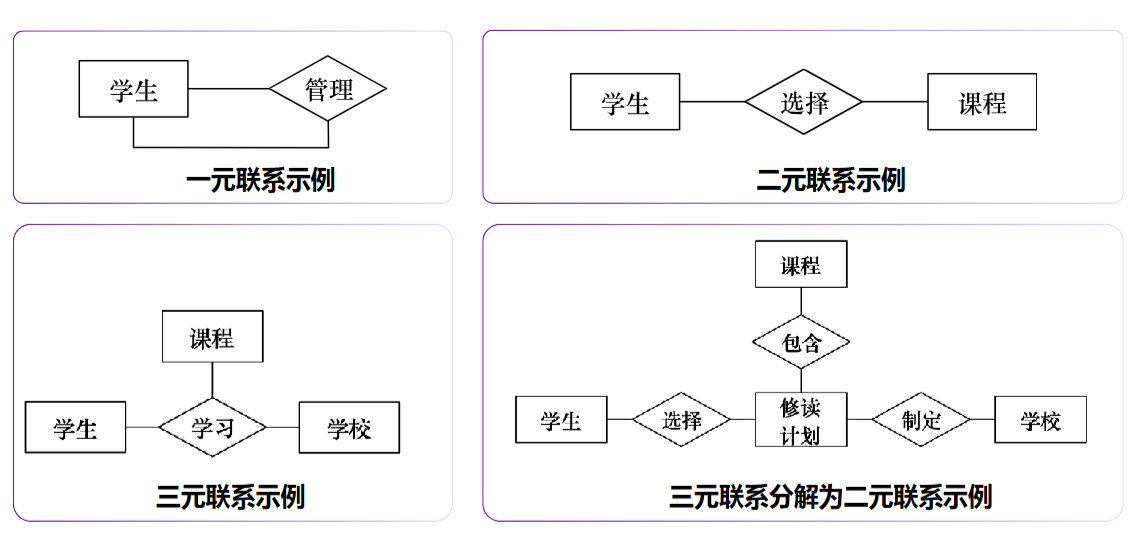 学生
管理
一元联系示例
学生
选择
课程
二元联系示例
课程
学生
学习
学校
三元联系示例
课程
包含
学生
选择
修读
计划
制定
学校
三元联系分解为二元联系示例